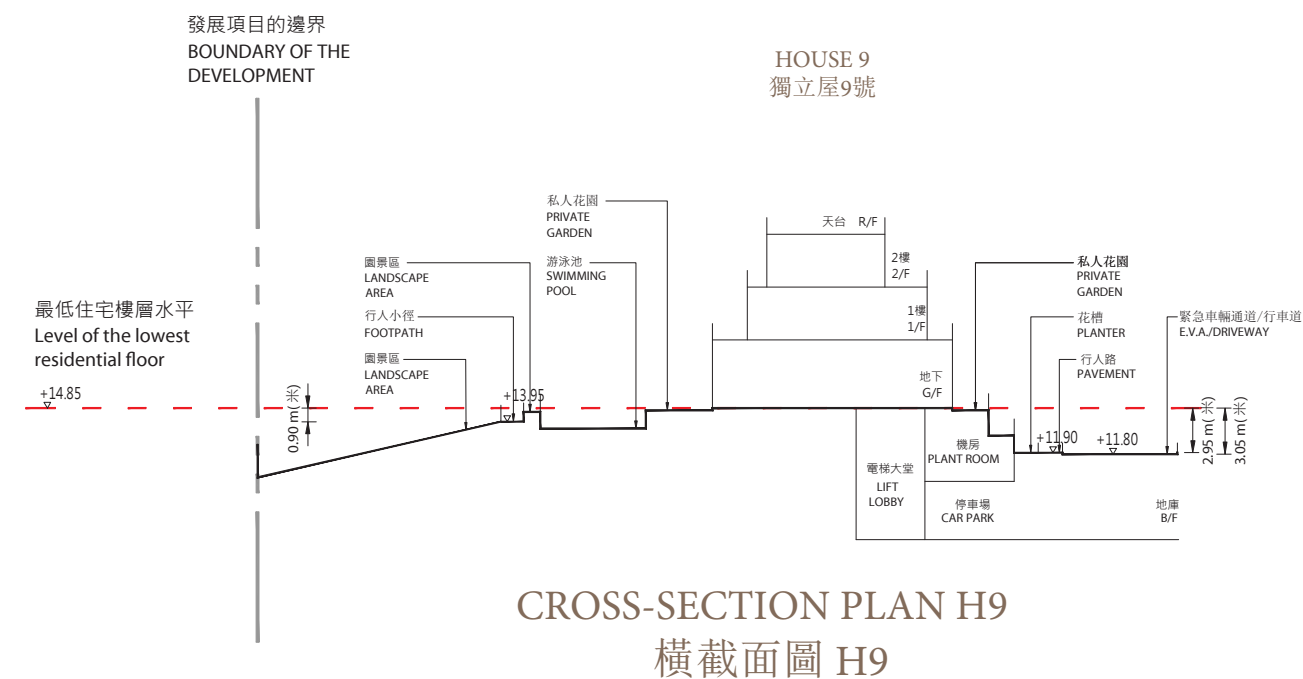 發展項目的邊界
BOUNDARY OF THE
DEVELOPMENT
HOUSE 9
獨立屋9號
私人花園
PRIVATE
GARDEN
天台 R/F
園景區
LANDSCAPE
AREA
游泳池
SWIMMING
POOL
2樓
2/F
私人花園
PRIVATE
GARDEN
最低住宅樓層水平
Level of the lowest
residential floor
行人小徑
FOOTPATH
1樓
1/F
花槽
PLANTER
緊急車輛通道/行車道
E.V.A./DRIVEWAY
園景區
LANDSCAPE
AREA
行人路
PAVEMENT
地下
G/F
+14.85
0.90 m(米)
+13.95
+11.90
+11.80
2.95 m(米)
3.05 m(米)
機房
PLANT ROOM
電梯大堂
LIFT
LOBBY
停車場
CAR PARK
地庫
B/F
CROSS-SECTION PLAN H9
橫截面圖 H9